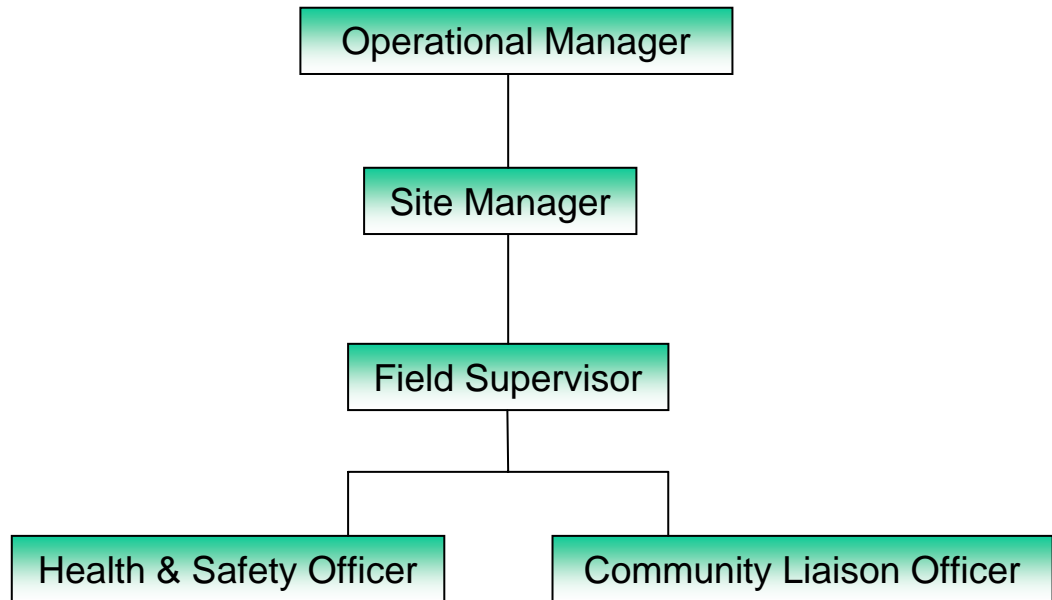 Operational Manager
Site Manager
Field Supervisor
Health & Safety Officer
Community Liaison Officer